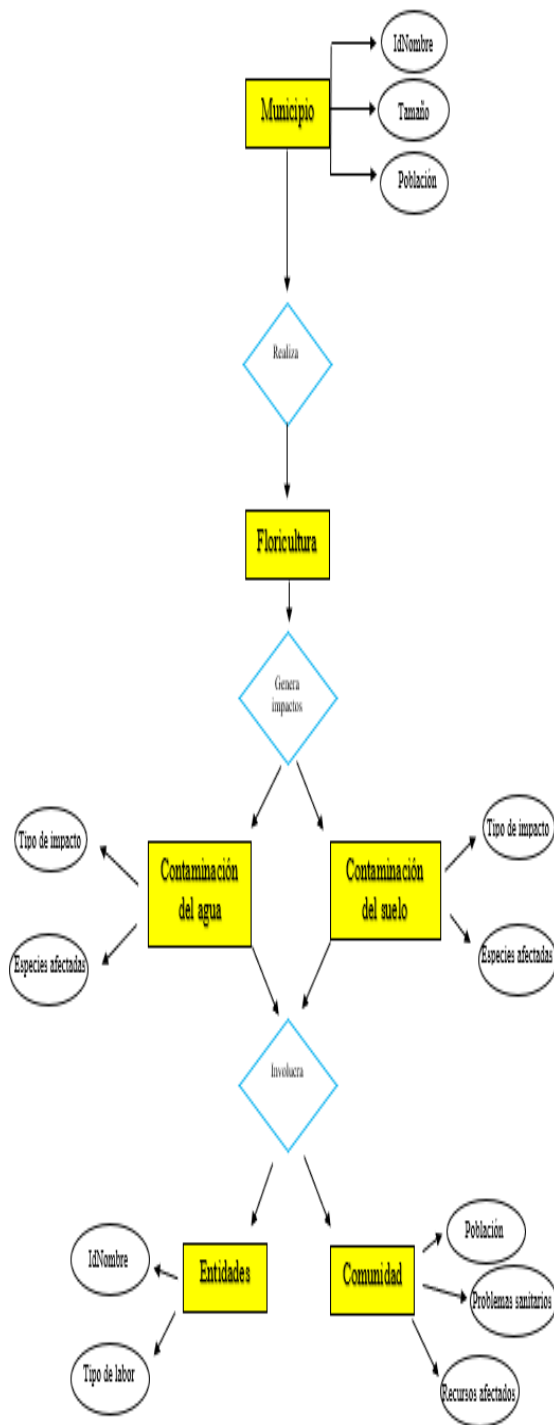 IdNombre
Municipio
Tamaño
Población
Realiza
Floricultura
Genera
impactos
Tipo de impacto
Tipo de impacto
Contaminación
del agua
Contaminación
del suelo
Especies afectadas
Especies afectadas
Involucra
Población
IdNombre
Entidades
Comunidad
Problemas sanitarios
Tipo de labor
Recursos afectados